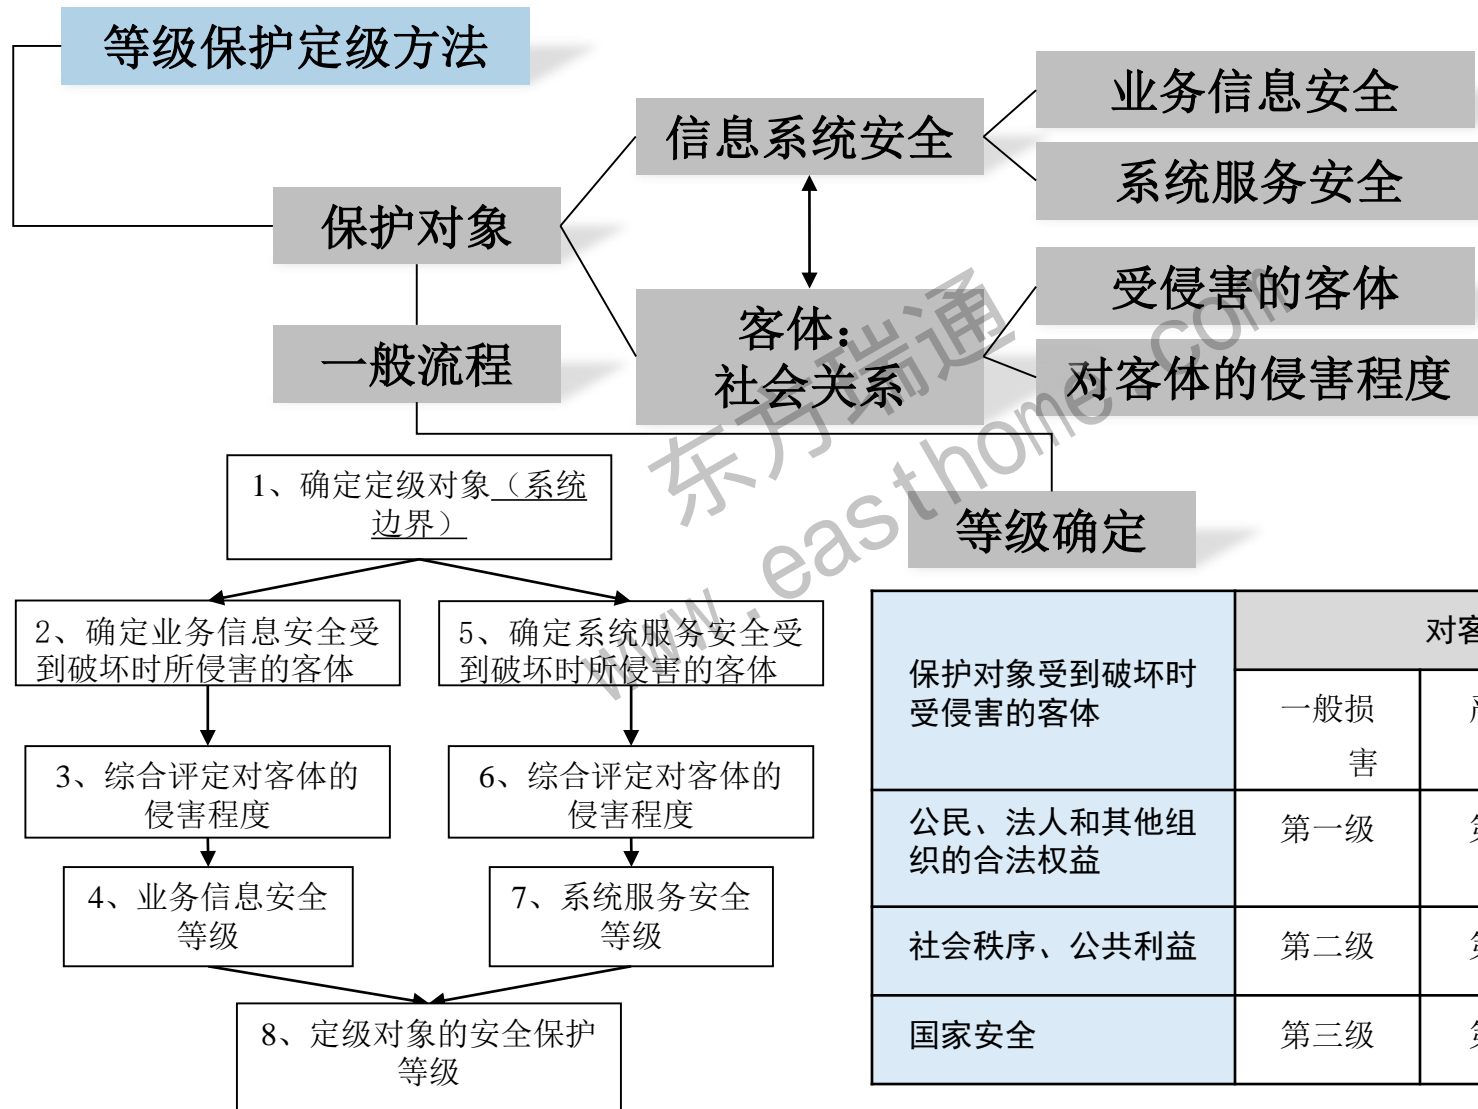 等级保护定级方法
业务信息安全
信息系统安全
系统服务安全
保护对象
受侵害的客体
客体：
社会关系
一般流程
对客体的侵害程度
东方瑞通
www.easthome.com
1、确定定级对象（系统
边界）
等级确定
2、确定业务信息安全受
到破坏时所侵害的客体
5、确定系统服务安全受
到破坏时所侵害的客体
3、综合评定对客体的
侵害程度
6、综合评定对客体的
侵害程度
4、业务信息安全
等级
7、系统服务安全
等级
8、定级对象的安全保护
等级
保护对象受到破坏时
受侵害的客体
对客
一般损
害
公民、法人和其他组
织的合法权益
第一级
社会秩序、公共利益
第二级
国家安全
第三级